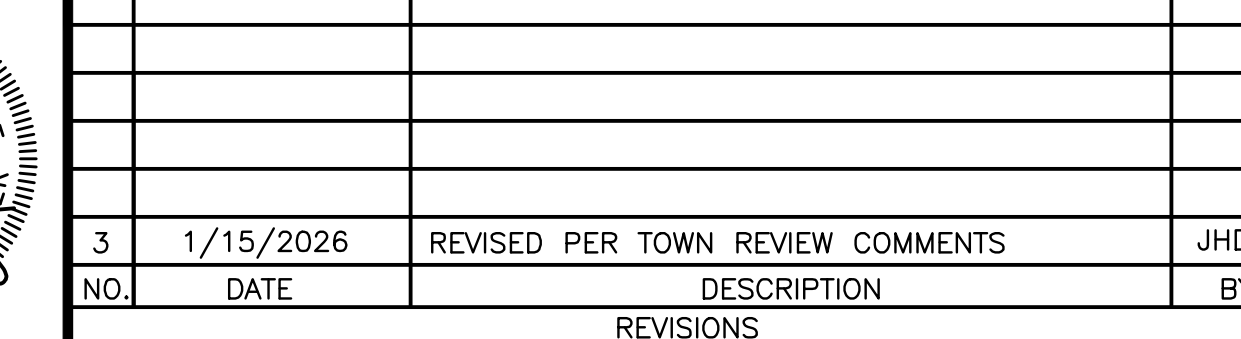 3 1/15/2026 REVISED PER TOWN REVIEW COMMENTS
NO. DATE DESCRIPTION
REVISIONS